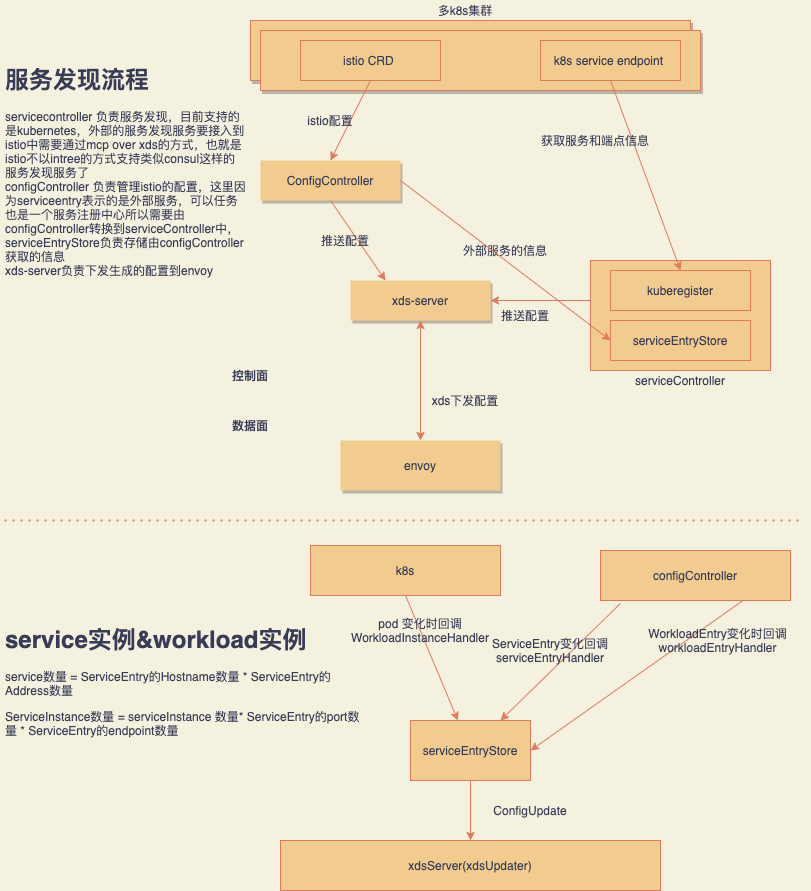 多k8s集群
istio CRD
k8s service endpoint
服务发现流程
servicecontroller 负责服务发现，目前支持的
是kubernetes，外部的服务发现服务要接入到
istio中需要通过mcp over xds的方式，也就是
istio不以intree的方式支持类似consul这样的
服务发现服务了
configController 负责管理istio的配置，这里因
为serviceentry表示的是外部服务，可以任务
也是一个服务注册中心所以需要由
configController转换到serviceController中，
serviceEntryStore负责存储由configController
获取的信息
xds-server负责下发生成的配置到envoy
istio配置
获取服务和端点信息
ConfigController
推送配置
外部服务的信息
kuberegister
xds-server
推送配置
serviceEntryStore
serviceController
控制面
xds下发配置
数据面
envoy
k8s
configController
service实例&workload实例
pod 变化时回调
WorkloadInstanceHandler
ServiceEntry变化回调
serviceEntryHandler
WorkloadEntry变化时回调
workloadEntryHandler
service数量 = ServiceEntry的Hostname数量 * ServiceEntry的
Address数量
ServiceInstance数量 = serviceInstance 数量* ServiceEntry的port数
量 * ServiceEntry的endpoint数量
serviceEntryStore
ConfigUpdate
xdsServer(xdsUpdater)